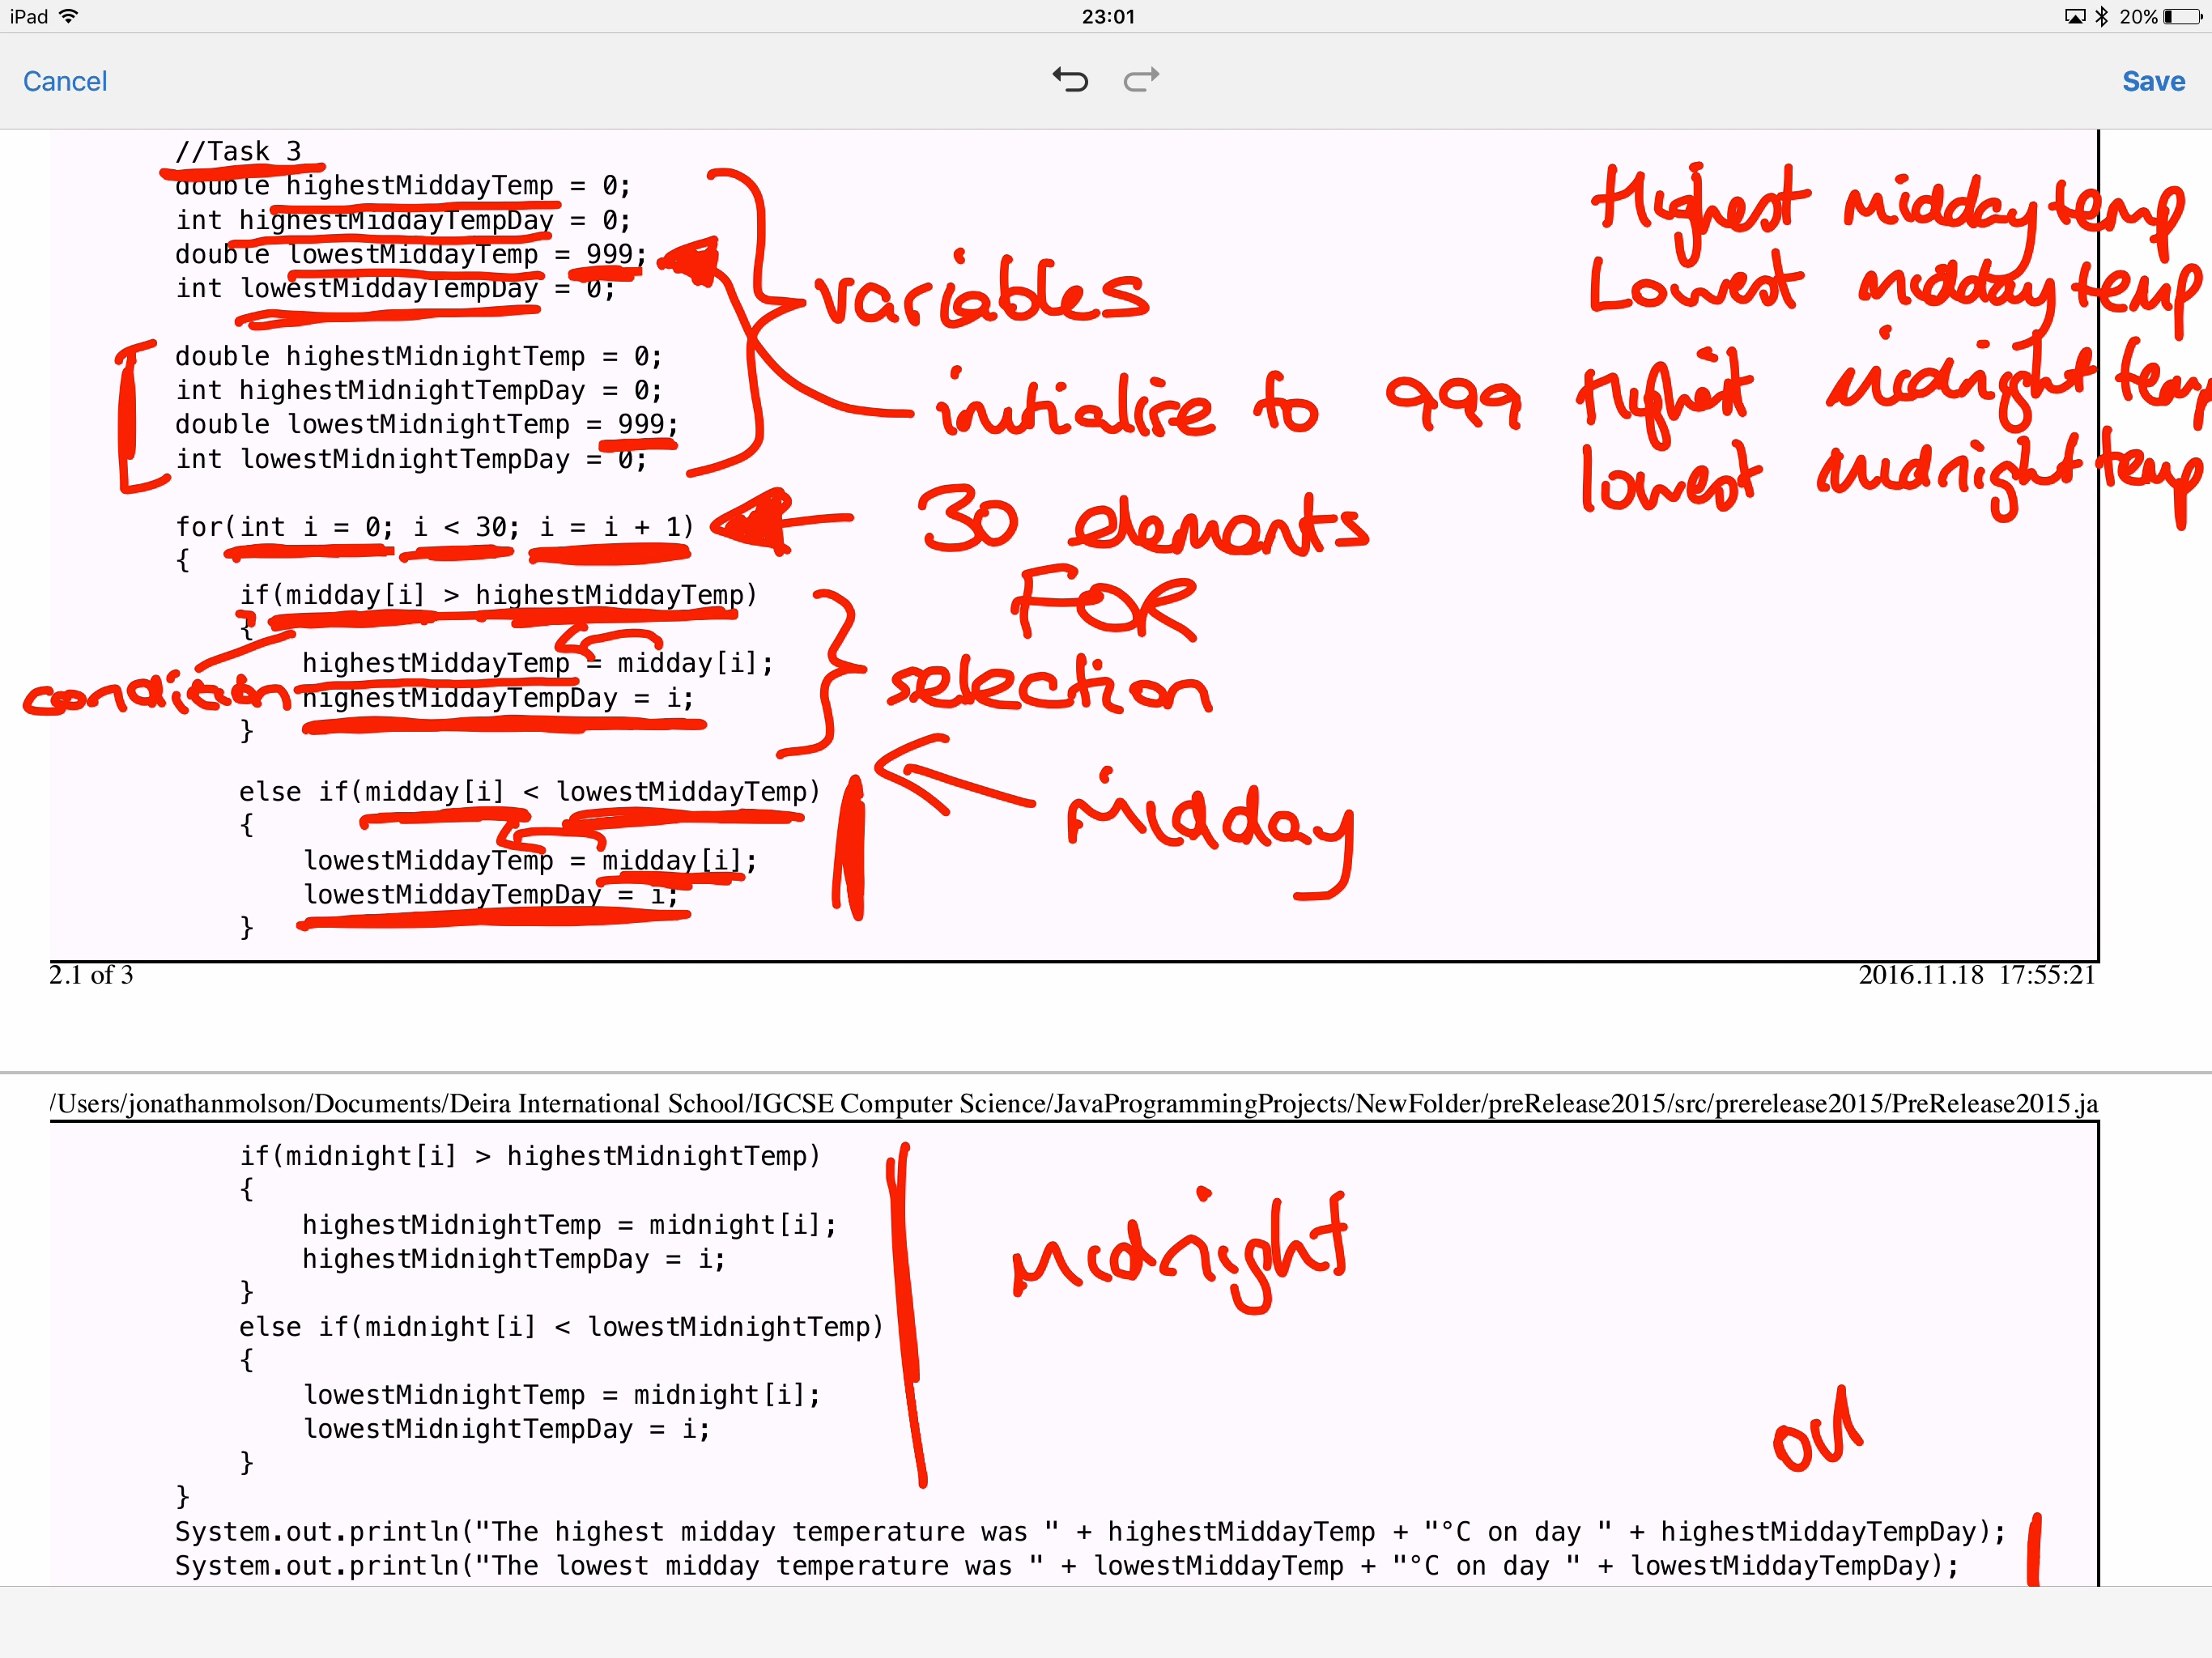 iPad 23:01 20%
Cancel Save
//Task 3
double highestMiddayTemp = 0;
int highestMiddayTempDay = 0;
double lowestMiddayTemp = 999;
int lowestMiddayTempDay = 0;
variables
Highest midday temp
Lowest midday temp
double highestMidnightTemp = 0;
int highestMidnightTempDay = 0;
double lowestMidnightTemp = 999;
int lowestMidnightTempDay = 0;
initialise to 999
Highest midnight temp
lowest midnight temp
for(int i = 0; i < 30; i = i + 1)
30 elements
FOR
{
if(midday[i] > highestMiddayTemp)
{
highestMiddayTemp = midday[i];
highestMiddayTempDay = i;
}
condition
selection
else if(midday[i] < lowestMiddayTemp)
{
lowestMiddayTemp = midday[i];
lowestMiddayTempDay = i;
}
midday
2.1 of 3 2016.11.18 17:55:21
/Users/jonathanmolson/Documents/Deira International School/IGCSE Computer Science/JavaProgrammingProjects/NewFolder/preRelease2015/src/prerelease2015/PreRelease2015.ja
if(midnight[i] > highestMidnightTemp)
{
highestMidnightTemp = midnight[i];
highestMidnightTempDay = i;
}
else if(midnight[i] < lowestMidnightTemp)
{
lowestMidnightTemp = midnight[i];
lowestMidnightTempDay = i;
}
}
midnight
System.out.println("The highest midday temperature was " + highestMiddayTemp + "°C on day " + highestMiddayTempDay);
System.out.println("The lowest midday temperature was " + lowestMiddayTemp + "°C on day " + lowestMiddayTempDay);